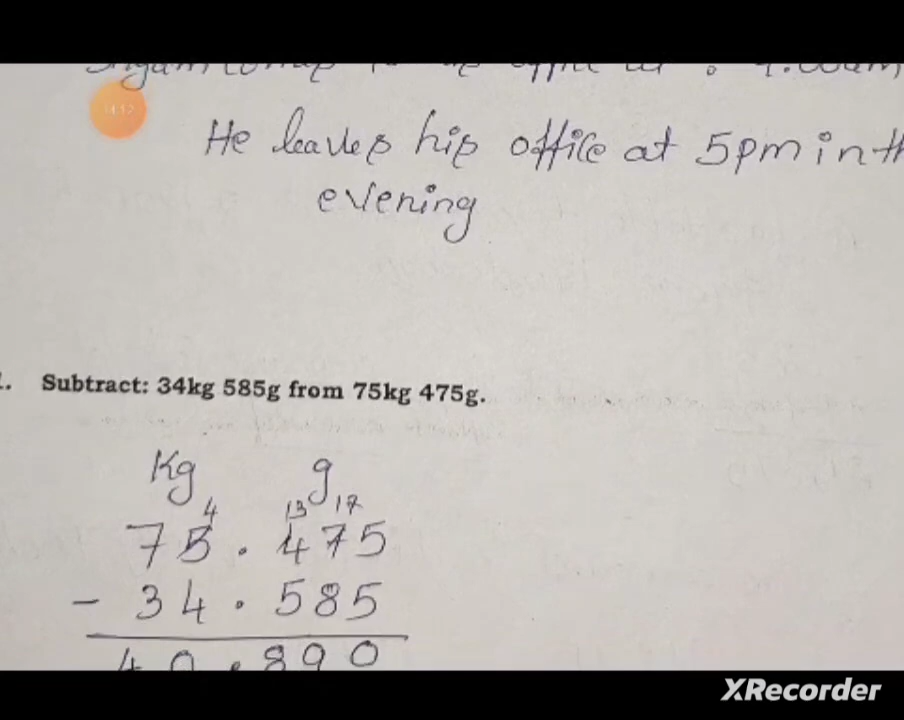 He leaves his office at 5pm in th
evening
1. Subtract: 34kg 585g from 75kg 475g.
Kg g
4 13 17
75.475
- 34.585
40.890
XRecorder